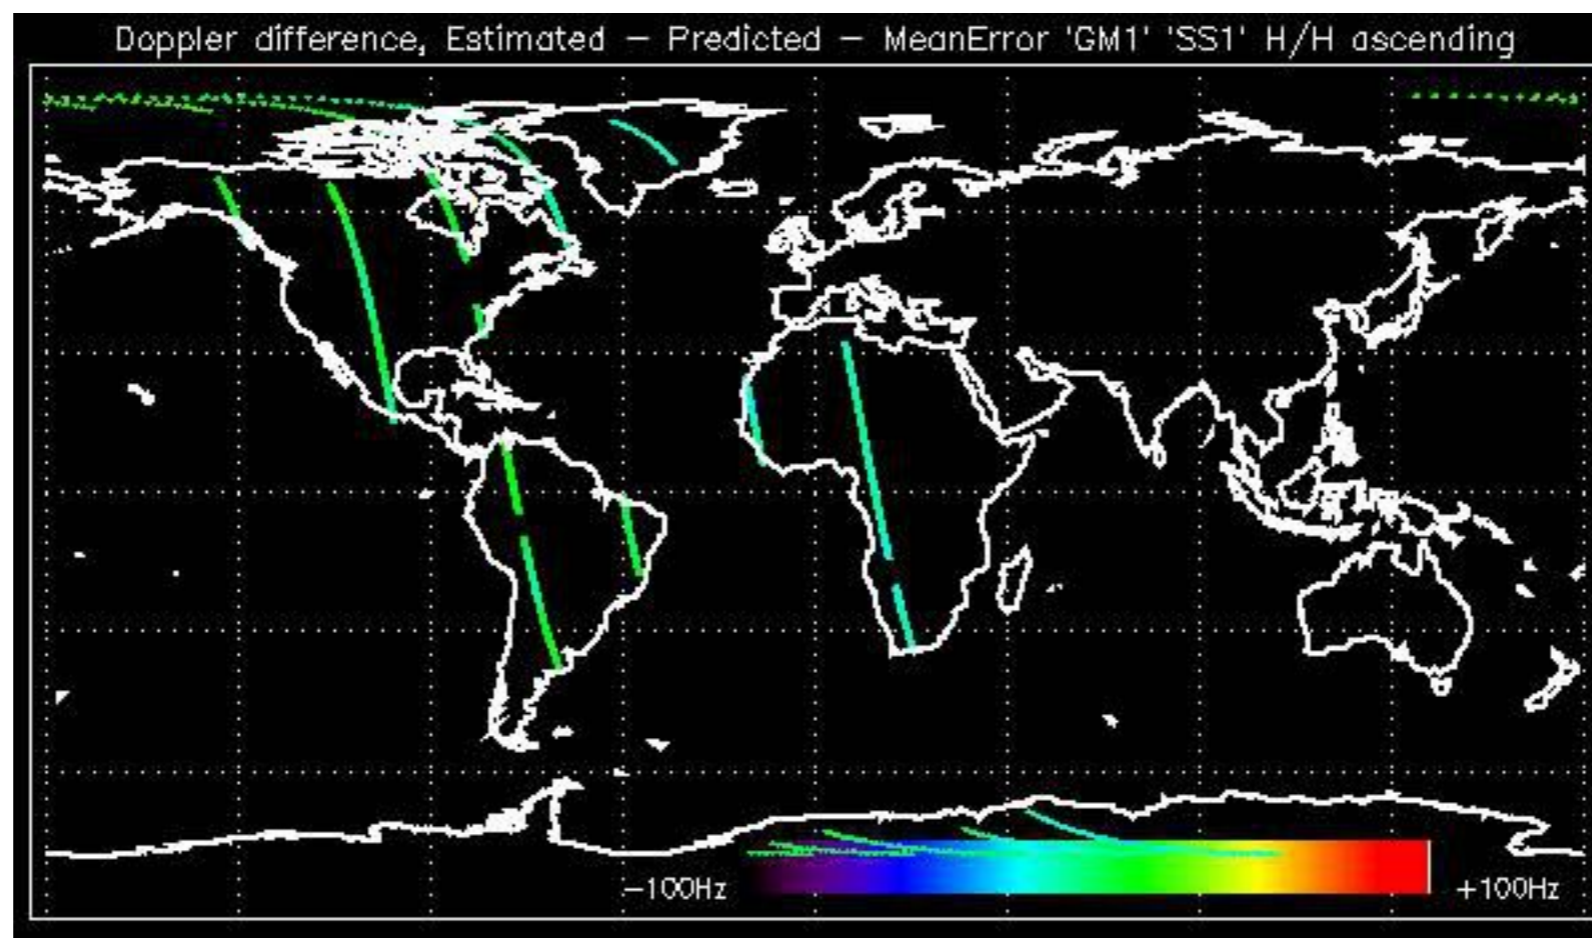 Doppler difference, Estimated – Predicted – MeanError 'GM1' 'SS1' H/H ascending
−100Hz
+100Hz